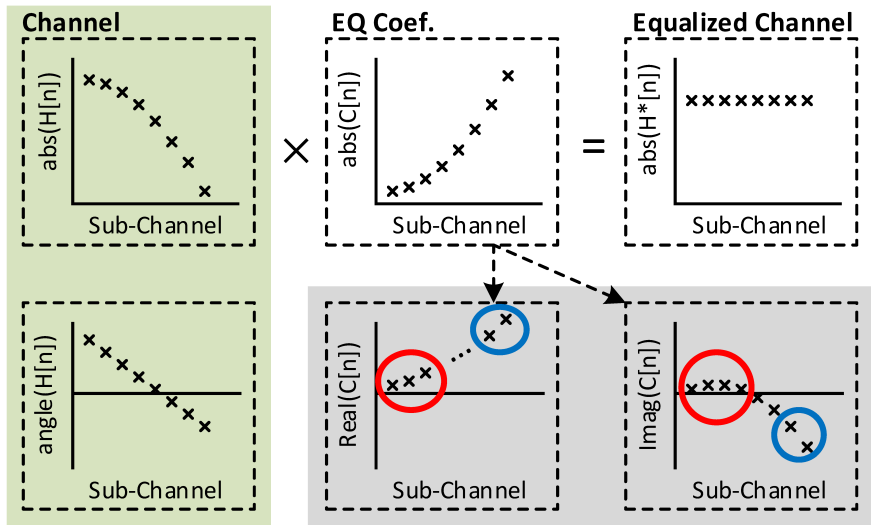 Channel
EQ Coef.
Equalized Channel
abs(H[n])
Sub-Channel
×
abs(C[n])
Sub-Channel
=
abs(H*[n])
Sub-Channel
angle(H[n])
Sub-Channel
Real(C[n])
Sub-Channel
Imag(C[n])
Sub-Channel